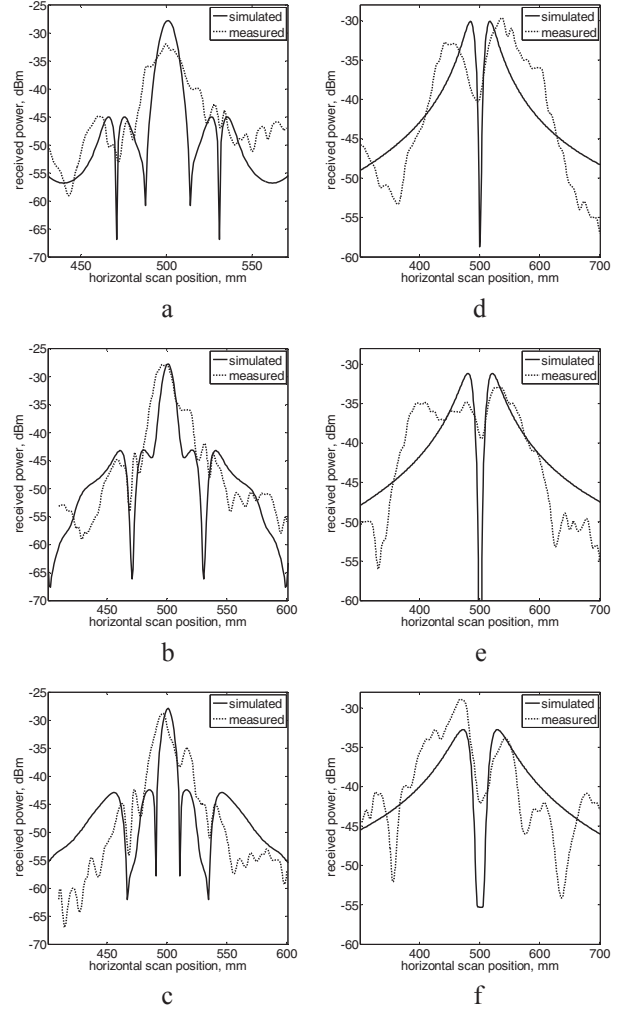 -25
-30
-35
-40
-45
-50
-55
-60
-65
-70
received power, dBm
simulated
measured
450 500 550
horizontal scan position, mm
a
-30
-35
-40
-45
-50
-55
-60
received power, dBm
simulated
measured
400 500 600 700
horizontal scan position, mm
d
-25
-30
-35
-40
-45
-50
-55
-60
-65
-70
received power, dBm
simulated
measured
450 500 550 600
horizontal scan position, mm
b
-30
-35
-40
-45
-50
-55
-60
received power, dBm
simulated
measured
400 500 600 700
horizontal scan position, mm
e
-25
-30
-35
-40
-45
-50
-55
-60
-65
-70
received power, dBm
simulated
measured
450 500 550 600
horizontal scan position, mm
c
-30
-35
-40
-45
-50
-55
-60
received power, dBm
simulated
measured
400 500 600 700
horizontal scan position, mm
f